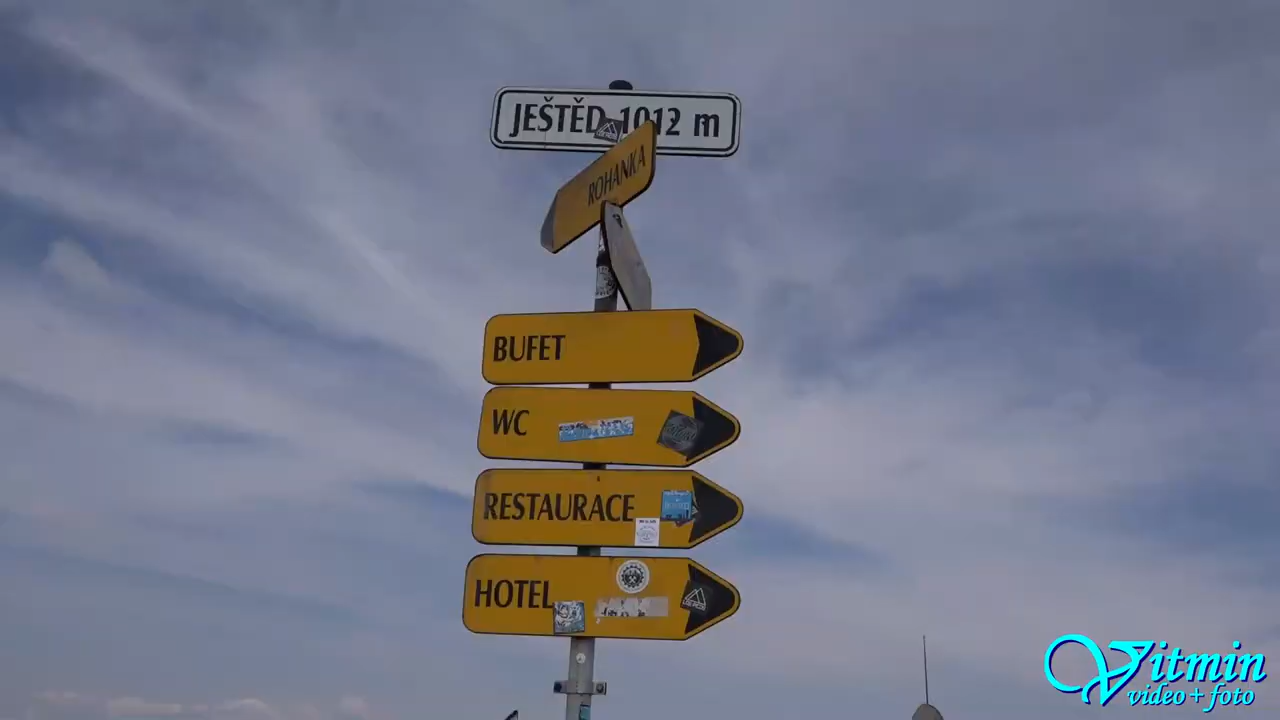 JEŠTĚD 1012 m
ROHANKA
BUFET
WC
RESTAURACE
HOTEL
Vitmin
video + foto